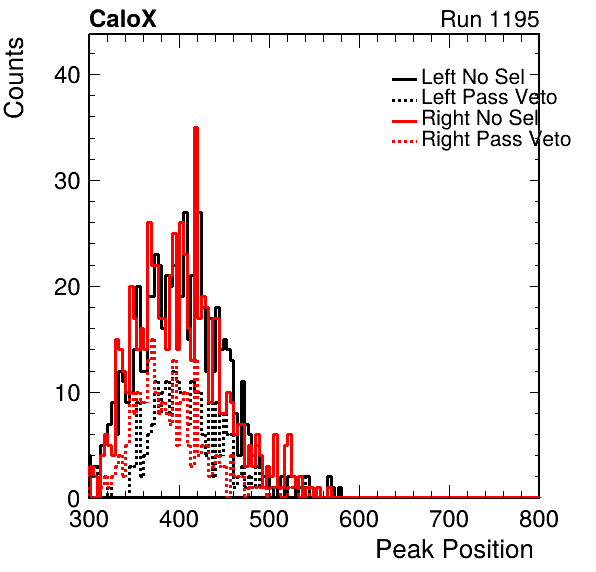 CaloX Run 1195
Counts
40
30
20
10
0
Left No Sel
Left Pass Veto
Right No Sel
Right Pass Veto
300 400 500 600 700 800
Peak Position